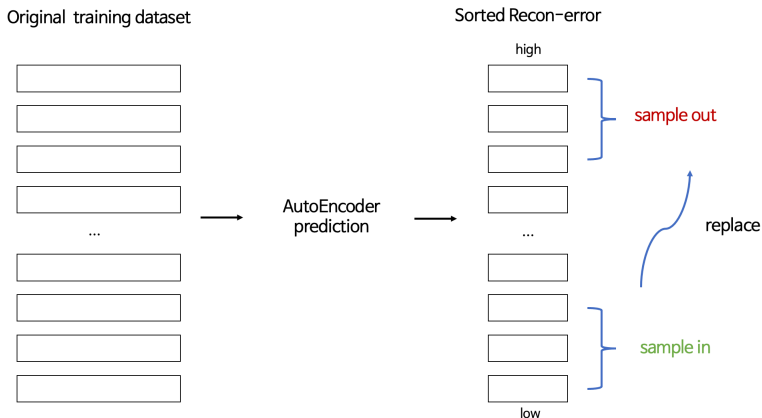 Original training dataset
Sorted Recon-error
high
sample out
AutoEncoder
prediction
replace
...
...
sample in
low